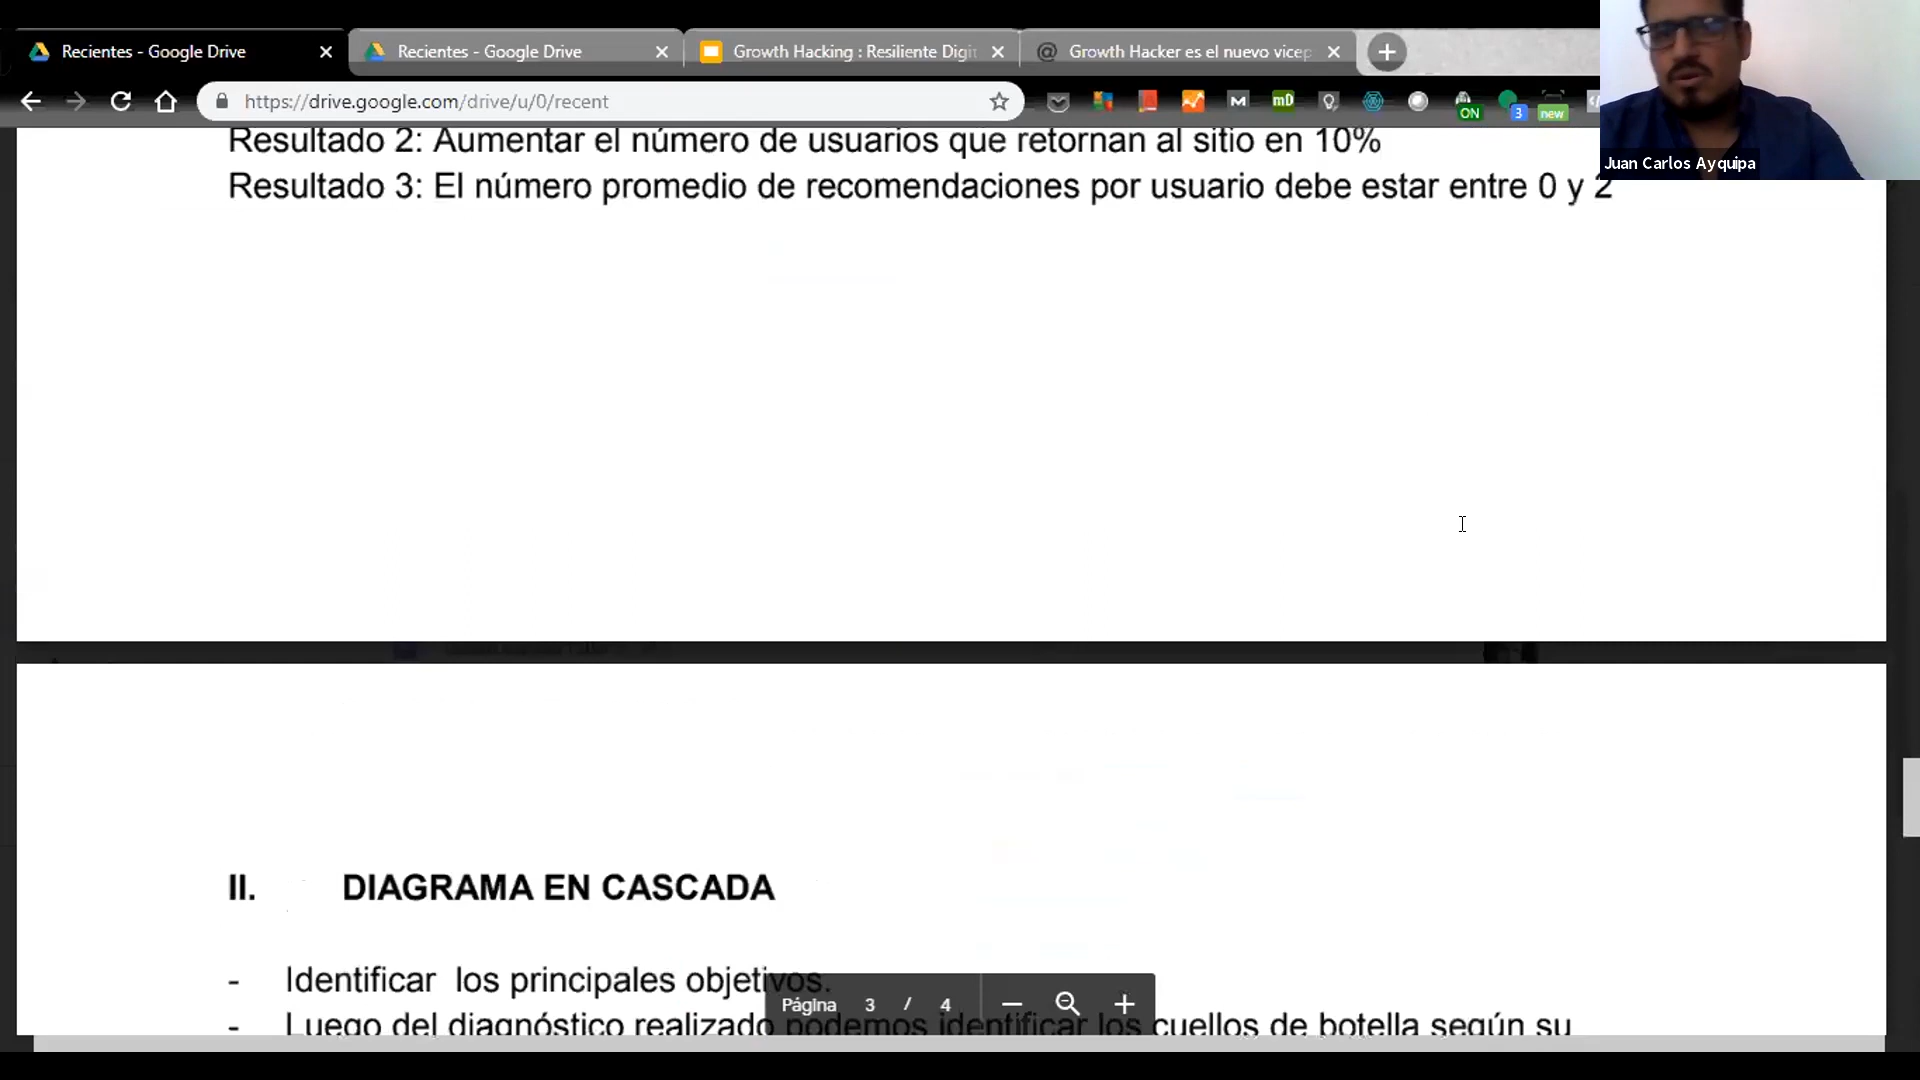 Recientes - Google Drive
Recientes - Google Drive
Growth Hacking : Resiliente Digit
Growth Hacker es el nuevo vicep
https://drive.google.com/drive/u/0/recent
M
mD
ON
3
new
Juan Carlos Ayquipa
Resultado 2: Aumentar el número de usuarios que retornan al sitio en 10%
Resultado 3: El número promedio de recomendaciones por usuario debe estar entre 0 y 2
II. DIAGRAMA EN CASCADA
- Identificar los principales objetivos.
- Luego del diagnóstico realizado podemos identificar los cuellos de botella según su
Página 3 / 4